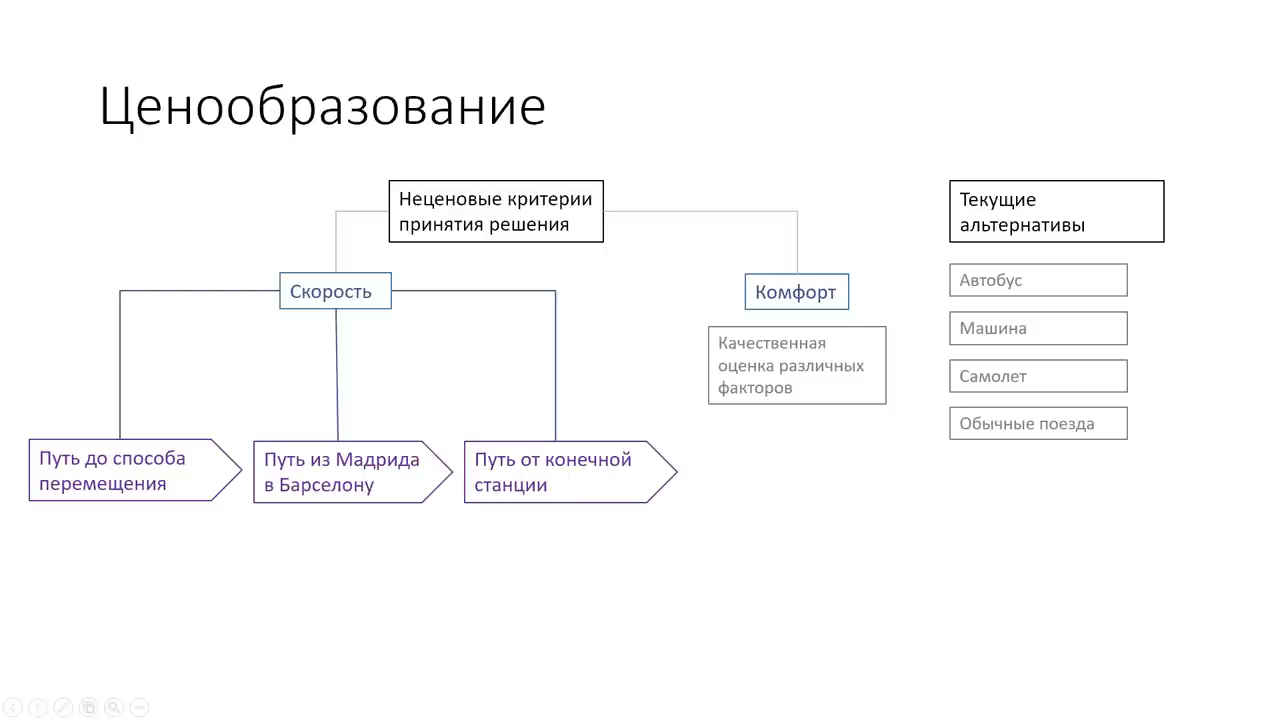 Ценообразование
Неценовые критерии
принятия решения
Скорость
Путь до способа
перемещения
Путь из Мадрида
в Барселону
Путь от конечной
станции
Комфорт
Качественная
оценка различных
факторов
Текущие
альтернативы
Автобус
Машина
Самолет
Обычные поезда